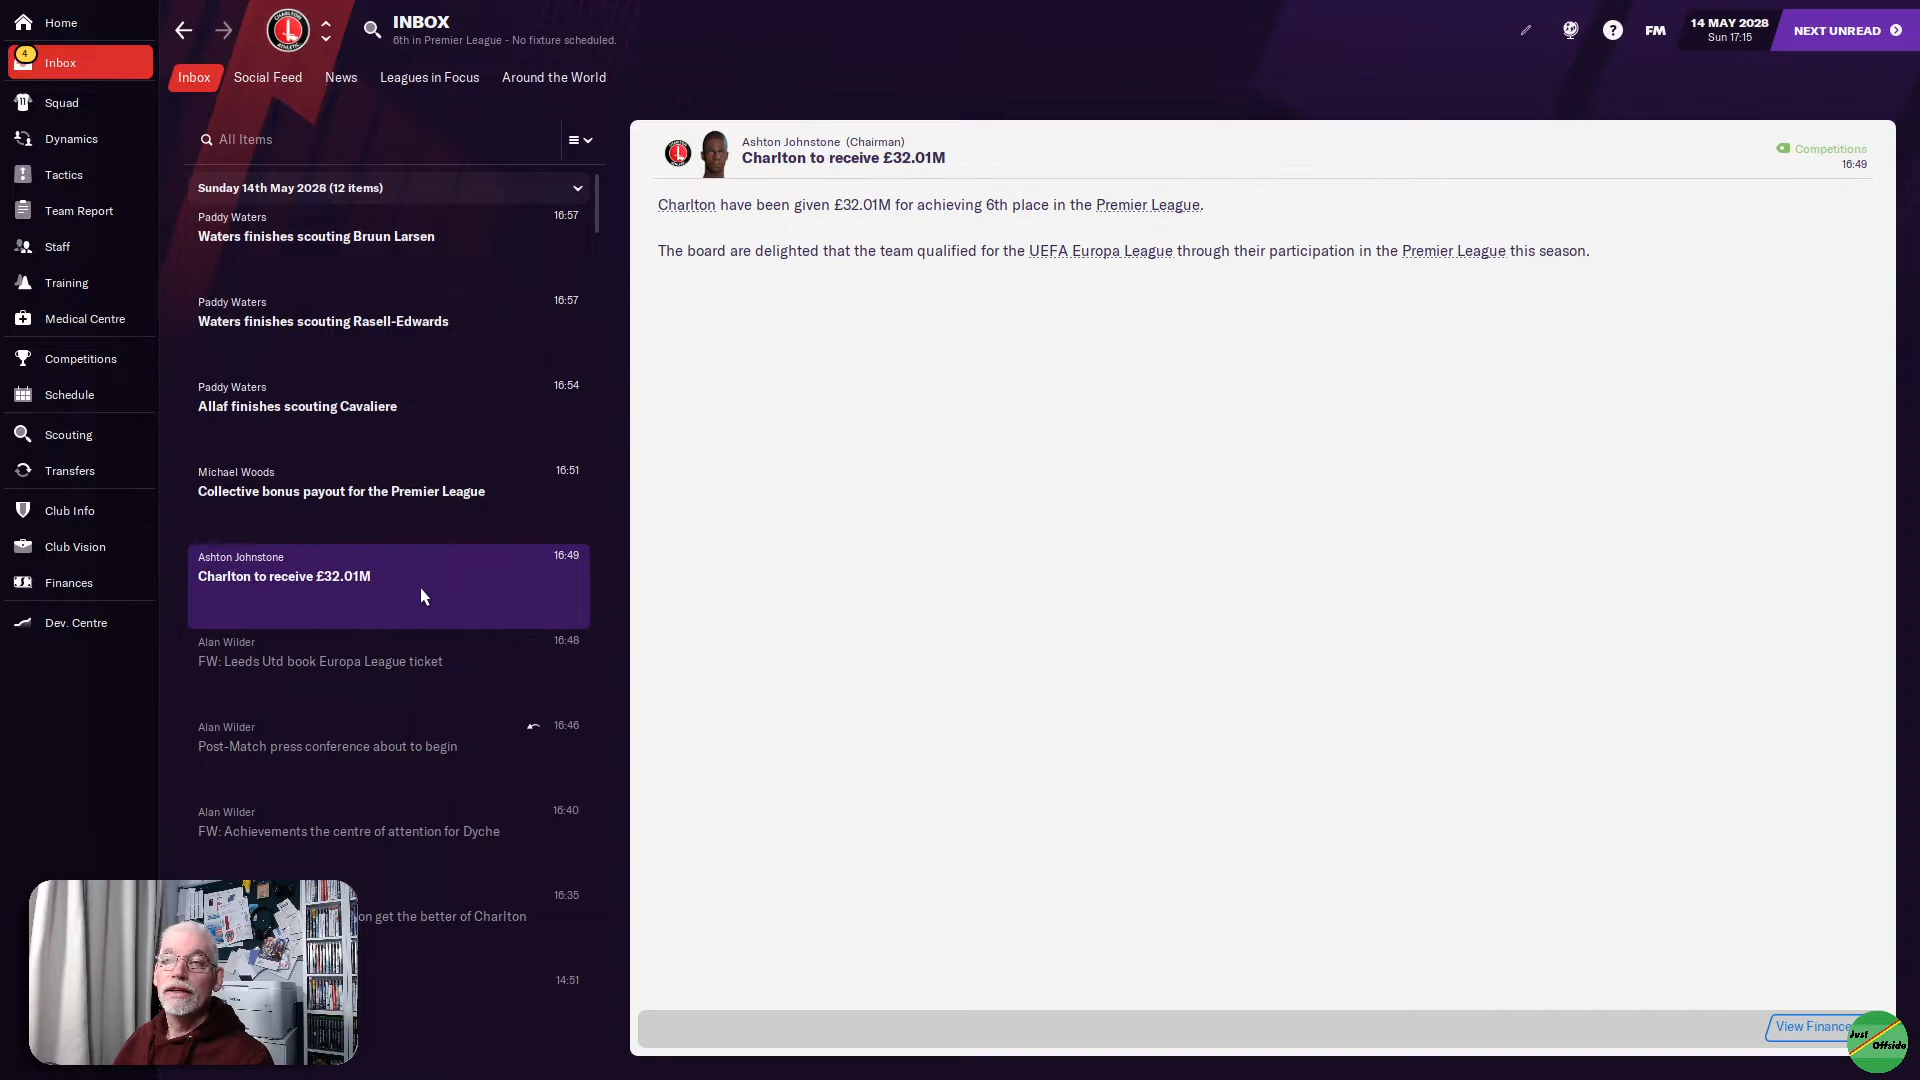 Home
4
Inbox
Squad
Dynamics
Tactics
Team Report
Staff
Training
Medical Centre
Competitions
Schedule
Scouting
Transfers
Club Info
Club Vision
Finances
Dev. Centre
INBOX
6th in Premier League - No fixture scheduled.
FM
14 MAY 2028
Sun 17:15
NEXT UNREAD
Inbox Social Feed News Leagues in Focus Around the World
All Items
Sunday 14th May 2028 (12 items)
Paddy Waters 16:57
Waters finishes scouting Bruun Larsen
Paddy Waters 16:57
Waters finishes scouting Rasell-Edwards
Paddy Waters 16:54
Allaf finishes scouting Cavaliere
Michael Woods 16:51
Collective bonus payout for the Premier League
Ashton Johnstone 16:49
Charlton to receive £32.01M
Alan Wilder 16:48
FW: Leeds Utd book Europa League ticket
Alan Wilder 16:46
Post-Match press conference about to begin
Alan Wilder 16:40
FW: Achievements the centre of attention for Dyche
16:35
on get the better of Charlton
14:51
Ashton Johnstone (Chairman)
Charlton to receive £32.01M
Competitions
16:49
Charlton have been given £32.01M for achieving 6th place in the Premier League.
The board are delighted that the team qualified for the UEFA Europa League through their participation in the Premier League this season.
View Finance
Just
Offside